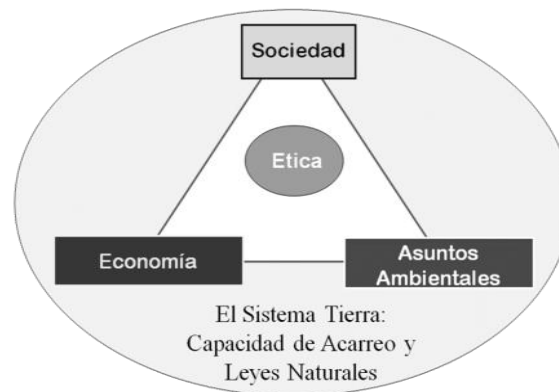 Sociedad
Etica
Economía
Asuntos
Ambientales
El Sistema Tierra:
Capacidad de Acarreo y
Leyes Naturales